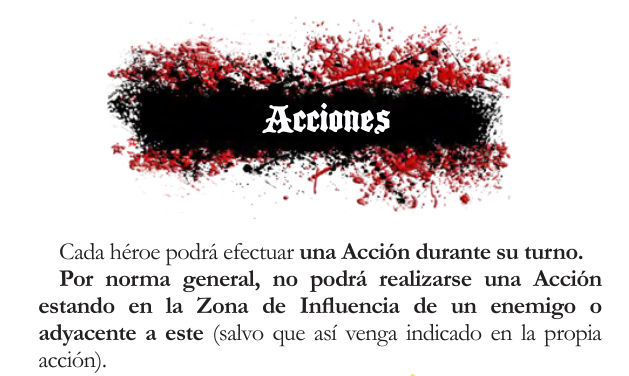 Acciones
Cada héroe podrá efectuar una Acción durante su turno.
Por norma general, no podrá realizarse una Acción
estando en la Zona de Influencia de un enemigo o
adyacente a este (salvo que así venga indicado en la propia
acción).